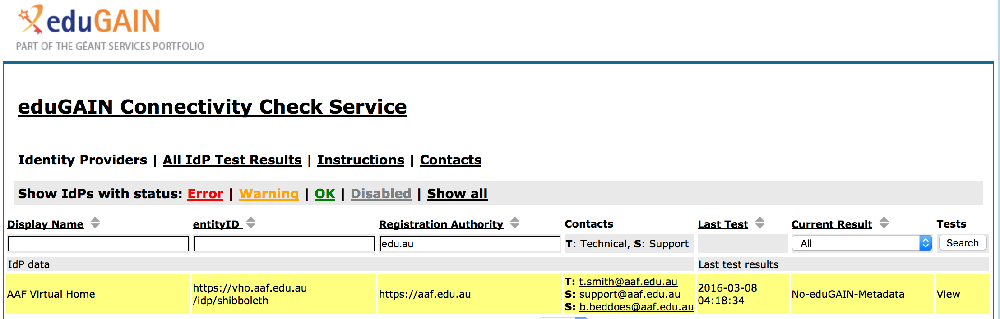 eduGAIN
PART OF THE GÉANT SERVICES PORTFOLIO
eduGAIN Connectivity Check Service
Identity Providers | All IdP Test Results | Instructions | Contacts
Show IdPs with status: Error | Warning | OK | Disabled | Show all
Display Name entityID Registration Authority Contacts Last Test Current Result Tests
edu.au T: Technical, S: Support All Search
IdP data Last test results
AAF Virtual Home
https://vho.aaf.edu.au
/idp/shibboleth
https://aaf.edu.au
T: t.smith@aaf.edu.au
S: support@aaf.edu.au
S: b.beddoes@aaf.edu.au
2016-03-08
04:18:34
No-eduGAIN-Metadata
View